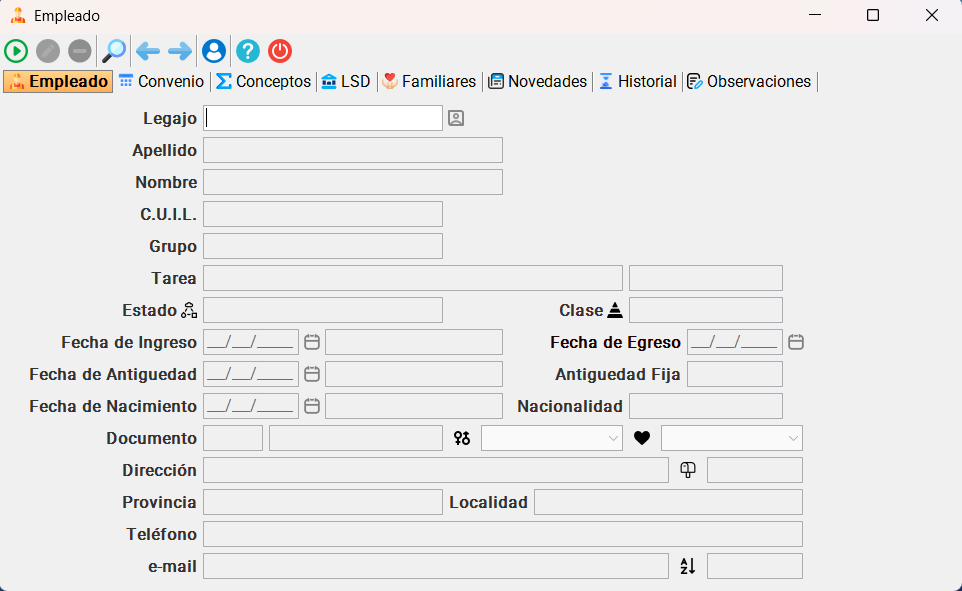 Empleado
Empleado Convenio Conceptos LSD Familiares Novedades Historial Observaciones
Legajo
Apellido
Nombre
C.U.I.L.
Grupo
Tarea
Estado Clase
Fecha de Ingreso __/__/____ Fecha de Egreso __/__/____
Fecha de Antiguedad __/__/____ Antiguedad Fija
Fecha de Nacimiento __/__/____ Nacionalidad
Documento
Dirección
Provincia Localidad
Teléfono
e-mail